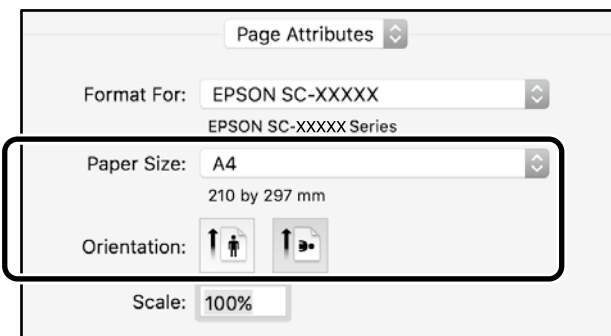 Page Attributes
Format For: EPSON SC-XXXXX
EPSON SC-XXXXX Series
Paper Size: A4
210 by 297 mm
Orientation:
Scale: 100%